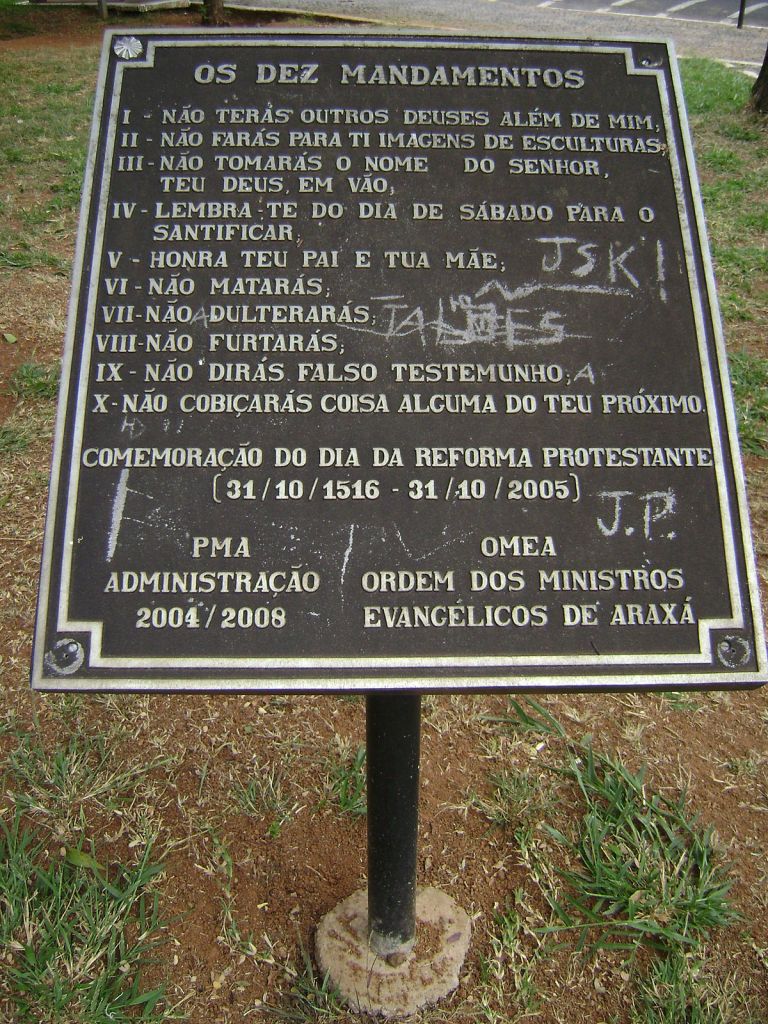 OS DEZ MANDAMENTOS
I - NÃO TERÁS OUTROS DEUSES ALÉM DE MIM;
II - NÃO FARÁS PARA TI IMAGENS DE ESCULTURAS;
III - NÃO TOMARÁS O NOME DO SENHOR,
TEU DEUS, EM VÃO;
IV - LEMBRA-TE DO DIA DE SÁBADO PARA O
SANTIFICAR;
V - HONRA TEU PAI E TUA MÃE;
JSK!
VI - NÃO MATARÁS;
VII - NÃO ADULTERARÁS;
VIII - NÃO FURTARÁS;
IX - NÃO DIRÁS FALSO TESTEMUNHO; A
X - NÃO COBIÇARÁS COISA ALGUMA DO TEU PRÓXIMO.
COMEMORAÇÃO DO DIA DA REFORMA PROTESTANTE
(31/10/1516 - 31/10/2005)
J.P.
PMA
ADMINISTRAÇÃO
2004/2008
OMEA
ORDEM DOS MINISTROS
EVANGÉLICOS DE ARAXÁ